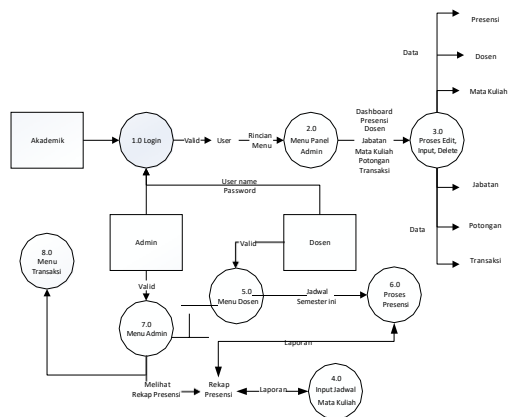 Presensi
Data
Dosen
Mata Kuliah
Akademik
1.0 Login
Valid
User
Rincian
Menu
2.0
Menu Panel
Admin
Dashboard
Presensi
Dosen
Jabatan
Mata Kuliah
Potongan
Transaksi
3.0
Proses Edit,
Input, Delete
User name
Password
Jabatan
Potongan
Data
Transaksi
Admin
Dosen
8.0
Menu
Transaksi
Valid
Valid
5.0
Menu Dosen
Jadwal
Semester ini
6.0
Proses
Presensi
7.0
Menu Admin
Laporan
Melihat
Rekap Presensi
Rekap
Presensi
Laporan
4.0
Input Jadwal
Mata Kuliah